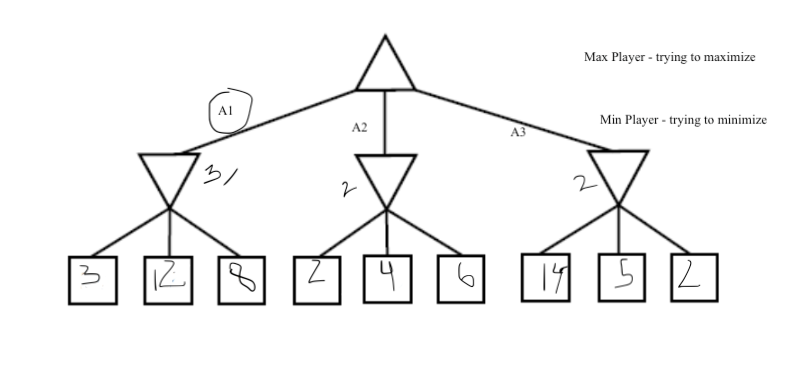 Max Player - trying to maximize
A1
Min Player - trying to minimize
A2
A3
3
2
2
3
12
8
2
4
6
14
5
2